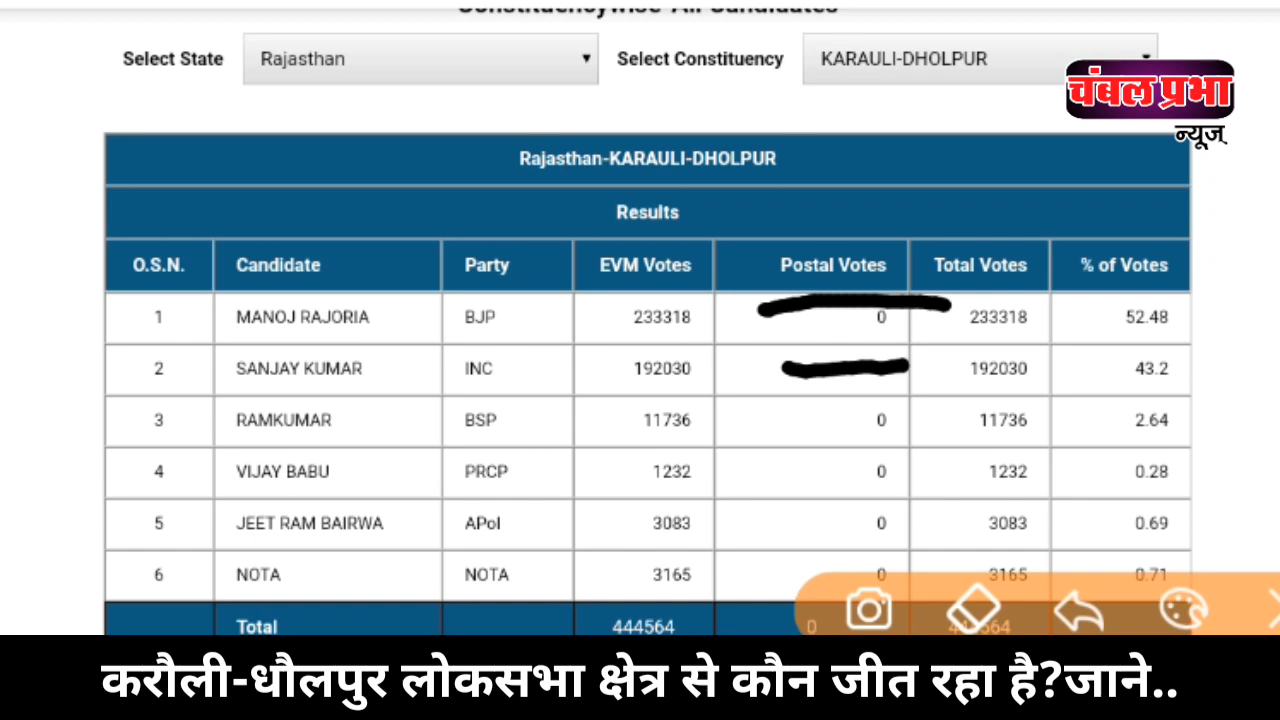 Constituencywise-All Candidates
Select State Rajasthan Select Constituency KARAULI-DHOLPUR
चंबल प्रभा
न्यूज्
Rajasthan-KARAULI-DHOLPUR
Results
O.S.N. Candidate Party EVM Votes Postal Votes Total Votes % of Votes
1 MANOJ RAJORIA BJP 233318 0 233318 52.48
2 SANJAY KUMAR INC 192030 192030 43.2
3 RAMKUMAR BSP 11736 0 11736 2.64
4 VIJAY BABU PRCP 1232 0 1232 0.28
5 JEET RAM BAIRWA APoI 3083 0 3083 0.69
6 NOTA NOTA 3165 0 3165 0.71
Total 444564 0
करौली-धौलपुर लोकसभा क्षेत्र से कौन जीत रहा है?जाने..